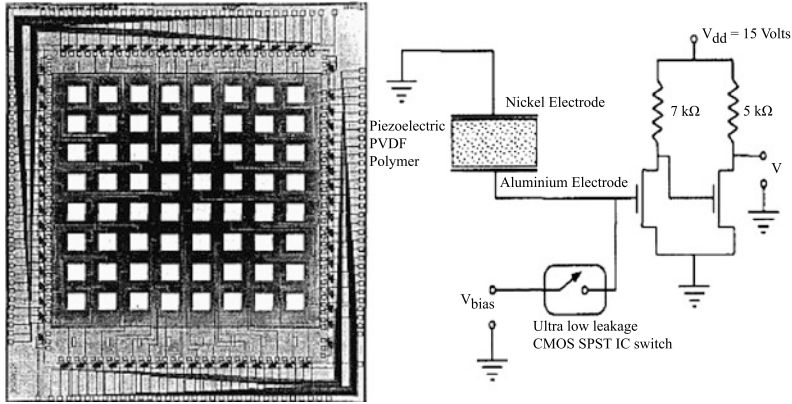 V_dd = 15 Volts
Nickel Electrode
7 kΩ
5 kΩ
Piezoelectric
PVDF
Polymer
V
Aluminium Electrode
V_bias
Ultra low leakage
CMOS SPST IC switch